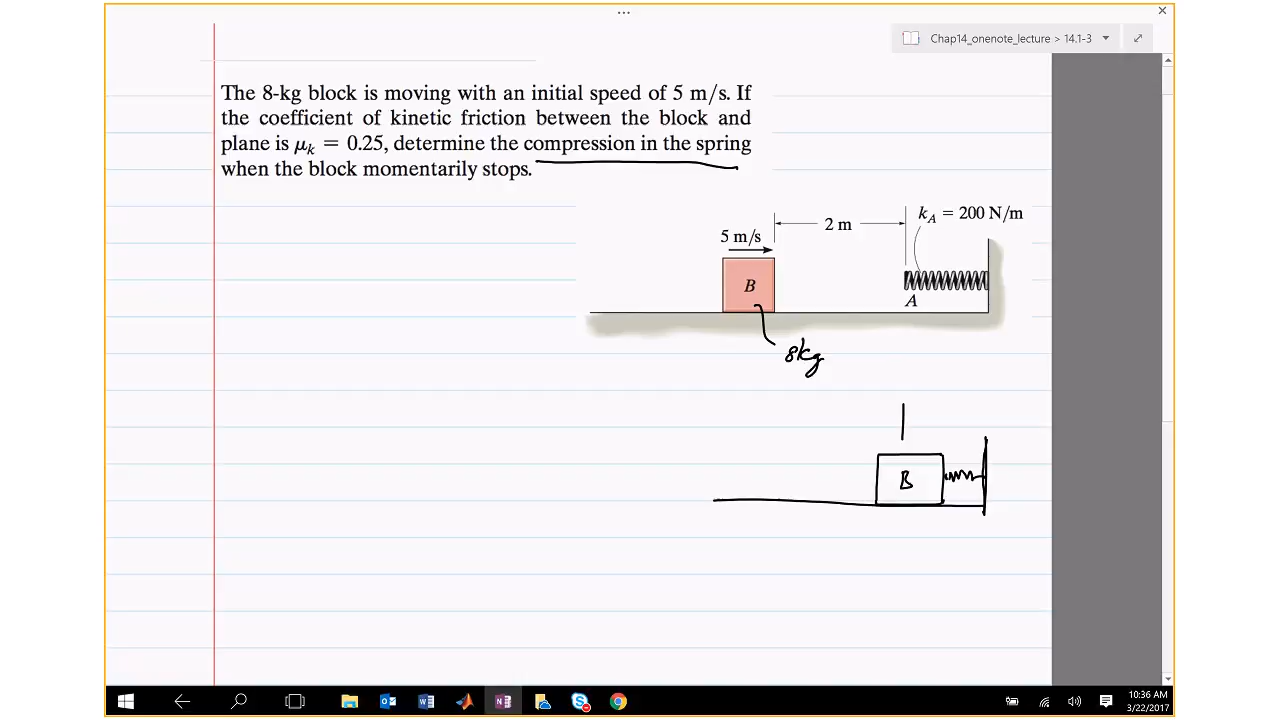 ...
Chap14_onenote_lecture > 14.1-3
The 8-kg block is moving with an initial speed of 5 m/s. If
the coefficient of kinetic friction between the block and
plane is μk = 0.25, determine the compression in the spring
when the block momentarily stops.
kA = 200 N/m
2 m
5 m/s
B
A
8kg
B
10:36 AM
3/22/2017